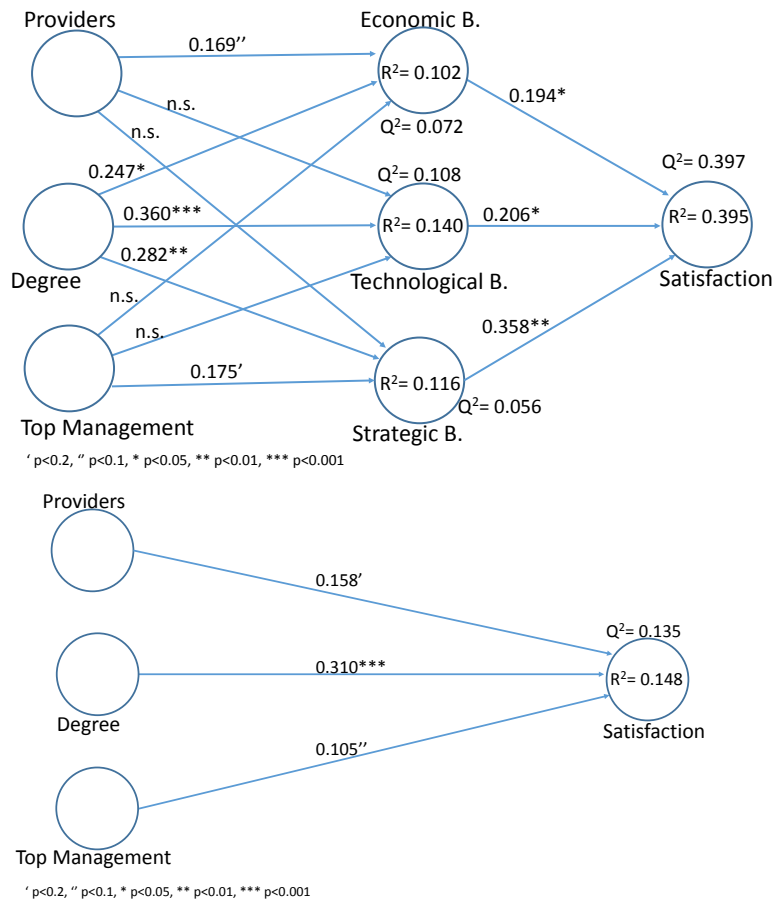 Providers
Economic B.
0.169′′
R²= 0.102
n.s.
0.194*
n.s.
Q²= 0.072
0.247*
Q²= 0.108
Q²= 0.397
0.360***
R²= 0.140
0.206*
R²= 0.395
0.282**
Degree
Technological B.
Satisfaction
n.s.
n.s.
0.358**
0.175′
R²= 0.116
Q²= 0.056
Top Management
Strategic B.
‘ p<0.2, ‘’ p<0.1, * p<0.05, ** p<0.01, *** p<0.001
Providers
0.158′
Q²= 0.135
0.310***
R²= 0.148
Degree
Satisfaction
0.105′′
Top Management
‘ p<0.2, ‘’ p<0.1, * p<0.05, ** p<0.01, *** p<0.001